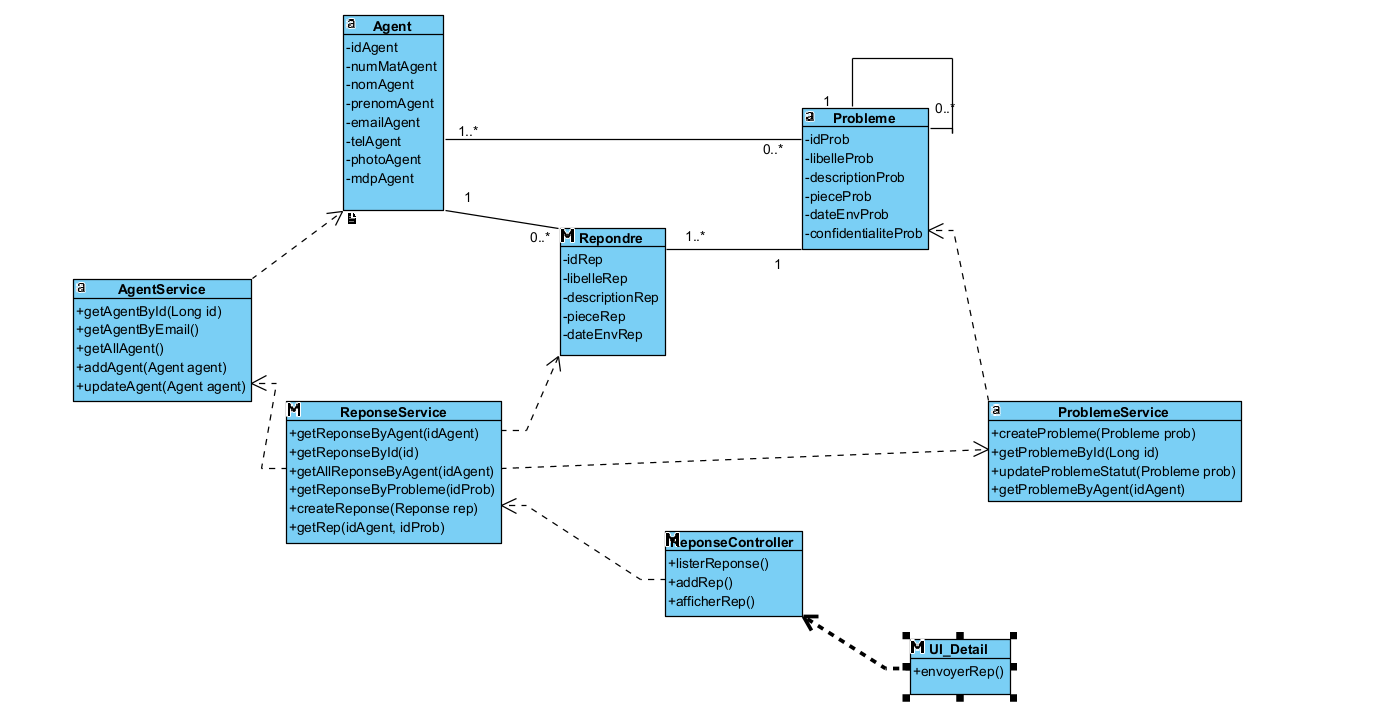 a
Agent
-idAgent
-numMatAgent
-nomAgent
-prenomAgent
-emailAgent
-telAgent
-photoAgent
-mdpAgent
1..*
0..*
1
0..*
a
Probleme
-idProb
-libelleProb
-descriptionProb
-pieceProb
-dateEnvProb
-confidentialiteProb
1
0..*
M
Repondre
-idRep
-libelleRep
-descriptionRep
-pieceRep
-dateEnvRep
1..*
1
a
AgentService
+getAgentById(Long id)
+getAgentByEmail()
+getAllAgent()
+addAgent(Agent agent)
+updateAgent(Agent agent)
M
ReponseService
+getReponseByAgent(idAgent)
+getReponseById(id)
+getAllReponseByAgent(idAgent)
+getReponseByProbleme(idProb)
+createReponse(Reponse rep)
+getRep(idAgent, idProb)
a
ProblemeService
+createProbleme(Probleme prob)
+getProblemeById(Long id)
+updateProblemeStatut(Probleme prob)
+getProblemeByAgent(idAgent)
M
ReponseController
+listerReponse()
+addRep()
+afficherRep()
M
UI_Detail
+envoyerRep()